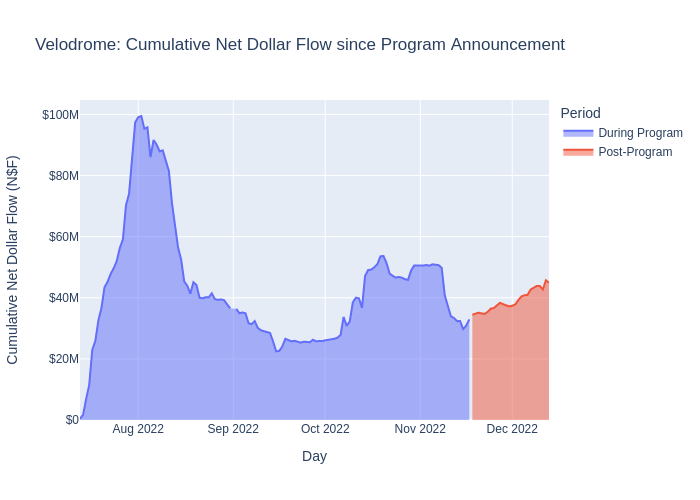 Velodrome: Cumulative Net Dollar Flow since Program Announcement
Cumulative Net Dollar Flow (N$F)
$100M
$80M
$60M
$40M
$20M
$0
Aug 2022
Sep 2022
Oct 2022
Nov 2022
Dec 2022
Day
Period
During Program
Post-Program